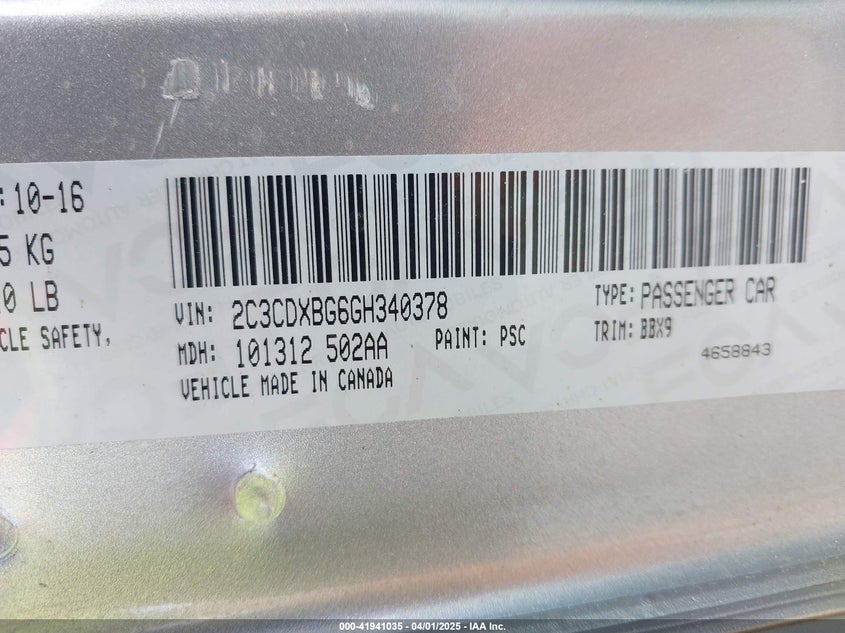 :10-16
5 KG
0 LB
CLE SAFETY,
VIN: 2C3CDXBG6GH340378
TYPE: PASSENGER CAR
MDH: 101312 502AA
PAINT: PSC
TRIM: BBX9
VEHICLE MADE IN CANADA
4658843
000-41941035 - 04/01/2025 - IAA Inc.